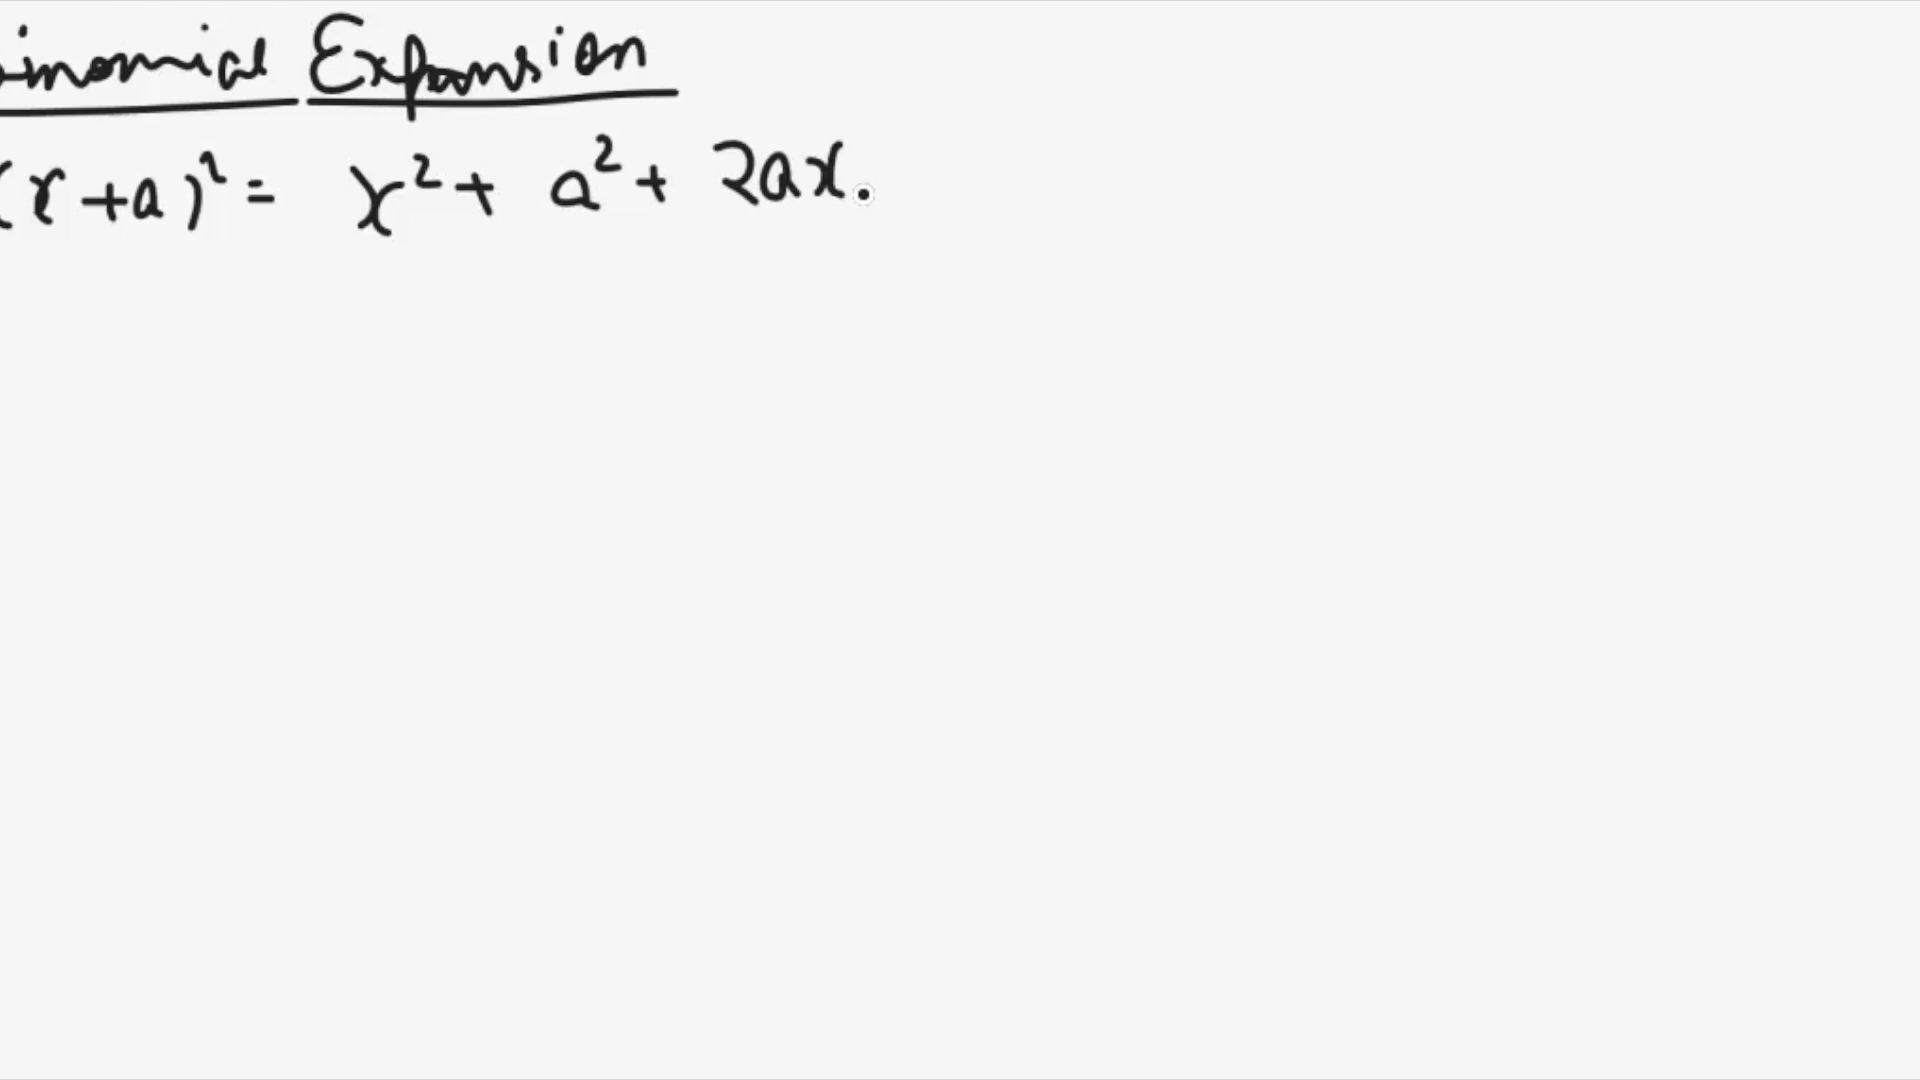 inomial Expansion
(x+a)² = x² + a² + 2ax